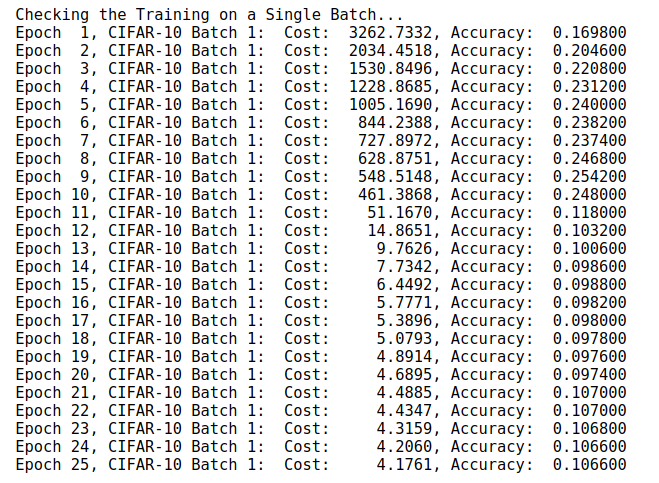 Checking the Training on a Single Batch...
Epoch  1, CIFAR-10 Batch 1:  Cost:  3262.7332, Accuracy:  0.169800
Epoch  2, CIFAR-10 Batch 1:  Cost:  2034.4518, Accuracy:  0.204600
Epoch  3, CIFAR-10 Batch 1:  Cost:  1530.8496, Accuracy:  0.220800
Epoch  4, CIFAR-10 Batch 1:  Cost:  1228.8685, Accuracy:  0.231200
Epoch  5, CIFAR-10 Batch 1:  Cost:  1005.1690, Accuracy:  0.240000
Epoch  6, CIFAR-10 Batch 1:  Cost:   844.2388, Accuracy:  0.238200
Epoch  7, CIFAR-10 Batch 1:  Cost:   727.8972, Accuracy:  0.237400
Epoch  8, CIFAR-10 Batch 1:  Cost:   628.8751, Accuracy:  0.246800
Epoch  9, CIFAR-10 Batch 1:  Cost:   548.5148, Accuracy:  0.254200
Epoch 10, CIFAR-10 Batch 1:  Cost:   461.3868, Accuracy:  0.248000
Epoch 11, CIFAR-10 Batch 1:  Cost:    51.1670, Accuracy:  0.118000
Epoch 12, CIFAR-10 Batch 1:  Cost:    14.8651, Accuracy:  0.103200
Epoch 13, CIFAR-10 Batch 1:  Cost:     9.7626, Accuracy:  0.100600
Epoch 14, CIFAR-10 Batch 1:  Cost:     7.7342, Accuracy:  0.098600
Epoch 15, CIFAR-10 Batch 1:  Cost:     6.4492, Accuracy:  0.098800
Epoch 16, CIFAR-10 Batch 1:  Cost:     5.7771, Accuracy:  0.098200
Epoch 17, CIFAR-10 Batch 1:  Cost:     5.3896, Accuracy:  0.098000
Epoch 18, CIFAR-10 Batch 1:  Cost:     5.0793, Accuracy:  0.097800
Epoch 19, CIFAR-10 Batch 1:  Cost:     4.8914, Accuracy:  0.097600
Epoch 20, CIFAR-10 Batch 1:  Cost:     4.6895, Accuracy:  0.097400
Epoch 21, CIFAR-10 Batch 1:  Cost:     4.4885, Accuracy:  0.107000
Epoch 22, CIFAR-10 Batch 1:  Cost:     4.4347, Accuracy:  0.107000
Epoch 23, CIFAR-10 Batch 1:  Cost:     4.3159, Accuracy:  0.106800
Epoch 24, CIFAR-10 Batch 1:  Cost:     4.2060, Accuracy:  0.106600
Epoch 25, CIFAR-10 Batch 1:  Cost:     4.1761, Accuracy:  0.106600